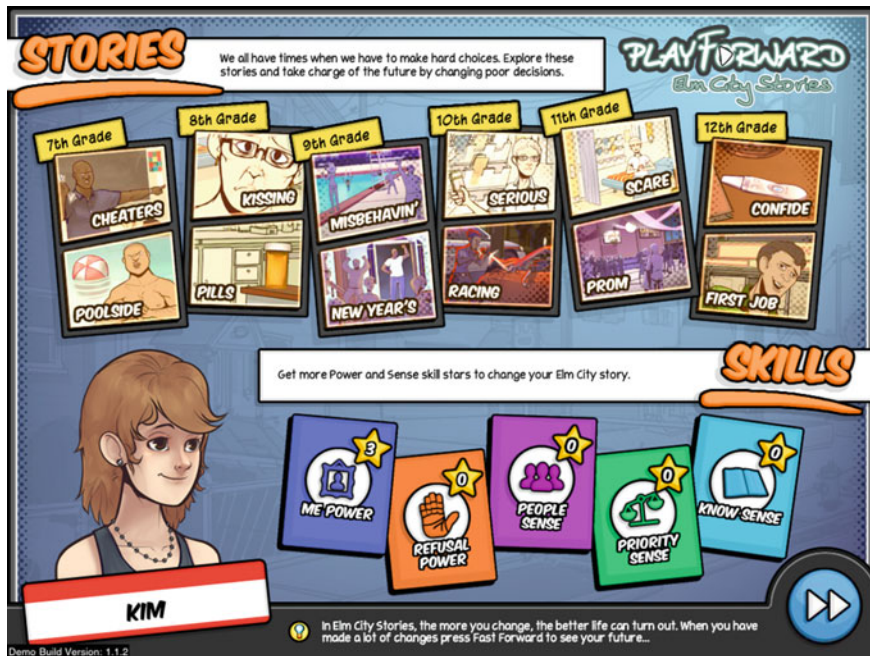 STORIES
We all have times when we have to make hard choices. Explore these
stories and take charge of the future by changing poor decisions.
PLAYFORWARD
Elm City Stories
7th Grade
CHEATERS
POOLSIDE
8th Grade
KISSING
PILLS
9th Grade
MISBEHAVIN'
NEW YEAR'S
10th Grade
SERIOUS
RACING
11th Grade
SCARE
PROM
12th Grade
CONFIDE
FIRST JOB
Get more Power and Sense skill stars to change your Elm City story.
SKILLS
3
ME POWER
0
REFUSAL
POWER
0
PEOPLE
SENSE
0
PRIORITY
SENSE
0
KNOW SENSE
KIM
In Elm City Stories, the more you change, the better life can turn out. When you have
made a lot of changes press Fast Forward to see your future...
Demo Build Version: 1.1.2